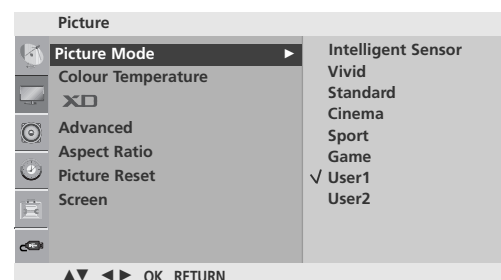 Picture
Picture Mode ►
Colour Temperature
XD
Advanced
Aspect Ratio
Picture Reset
Screen
Intelligent Sensor
Vivid
Standard
Cinema
Sport
Game
√ User1
User2
▲▼ ◄► OK RETURN